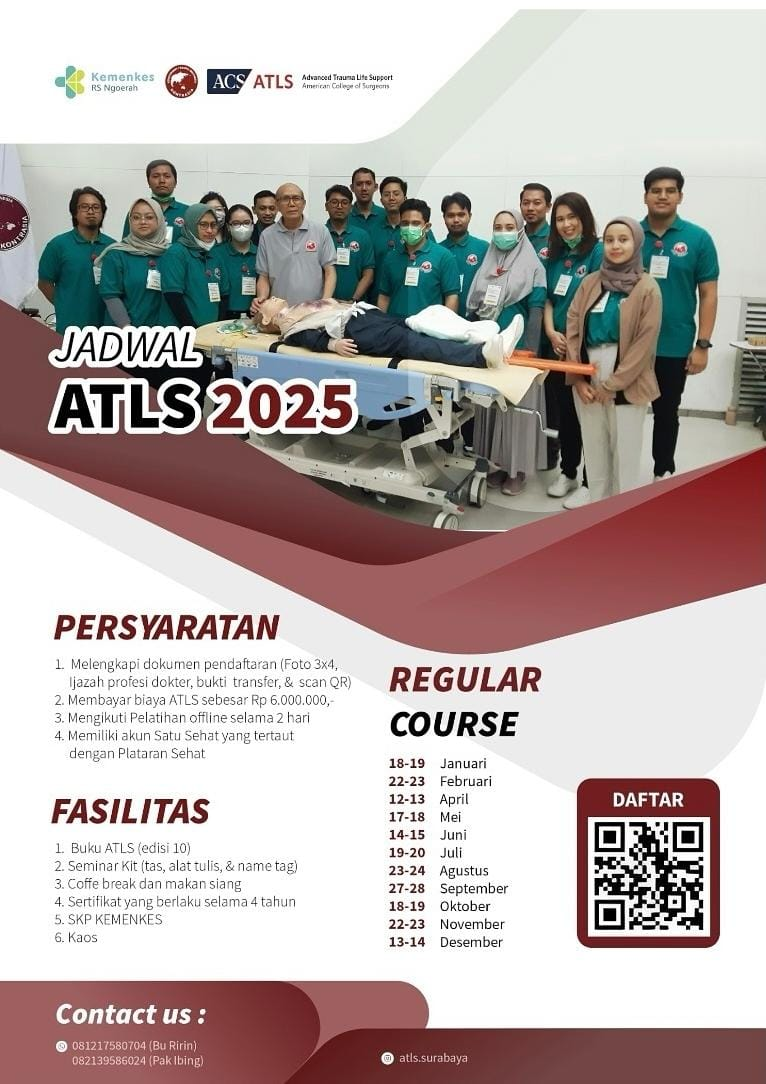 Kemenkes
RS Ngoerah
ACS ATLS
Advanced Trauma Life Support
American College of Surgeons
KONTRASIA
JADWAL
ATLS 2025
PERSYARATAN
1. Melengkapi dokumen pendaftaran (Foto 3x4,
Ijazah profesi dokter, bukti transfer, & scan QR)
2. Membayar biaya ATLS sebesar Rp 6.000.000,-
3. Mengikuti Pelatihan offline selama 2 hari
4. Memiliki akun Satu Sehat yang tertaut
dengan Plataran Sehat
FASILITAS
1. Buku ATLS (edisi 10)
2. Seminar Kit (tas, alat tulis, & name tag)
3. Coffe break dan makan siang
4. Sertifikat yang berlaku selama 4 tahun
5. SKP KEMENKES
6. Kaos
REGULAR
COURSE
18-19 Januari
22-23 Februari
12-13 April
17-18 Mei
14-15 Juni
19-20 Juli
23-24 Agustus
27-28 September
18-19 Oktober
22-23 November
13-14 Desember
DAFTAR
Contact us :
081217580704 (Bu Ririn)
082139586024 (Pak Ibing)
atls.surabaya